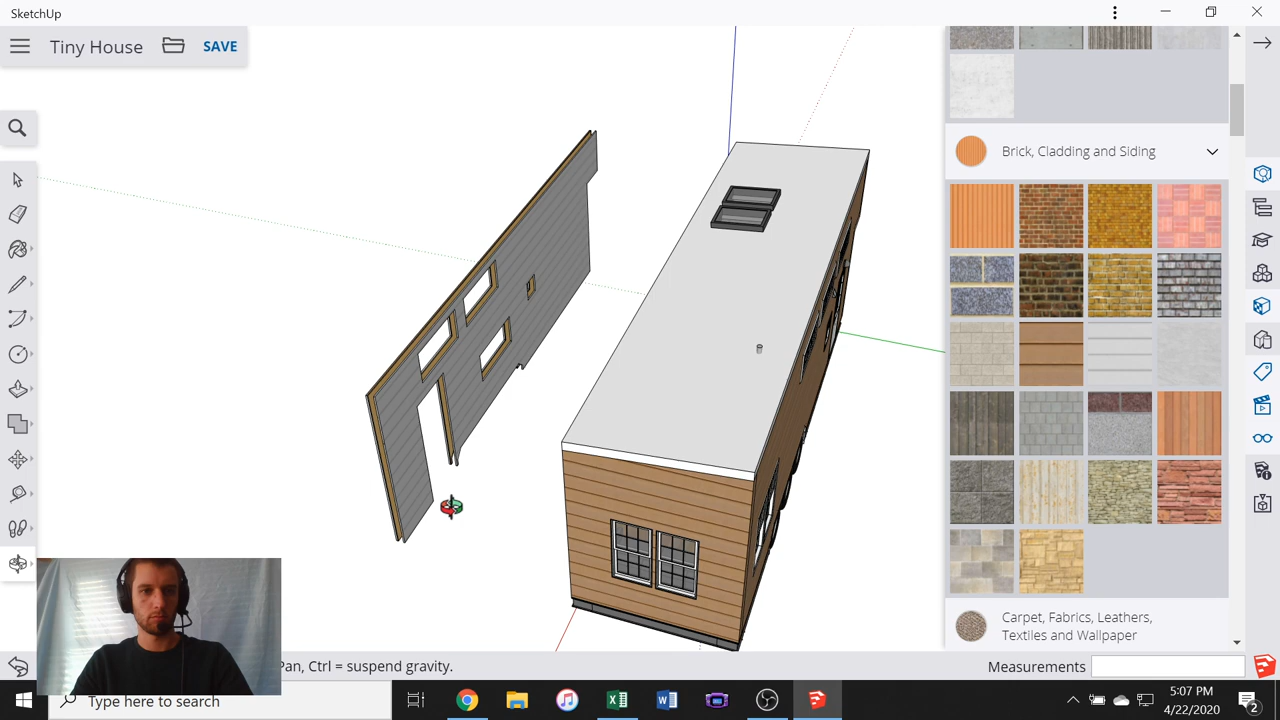 SketchUp
Tiny House SAVE
Brick, Cladding and Siding
Carpet, Fabrics, Leathers,
Textiles and Wallpaper
Pan, Ctrl = suspend gravity.
Measurements
Type here to search
5:07 PM
4/22/2020
2